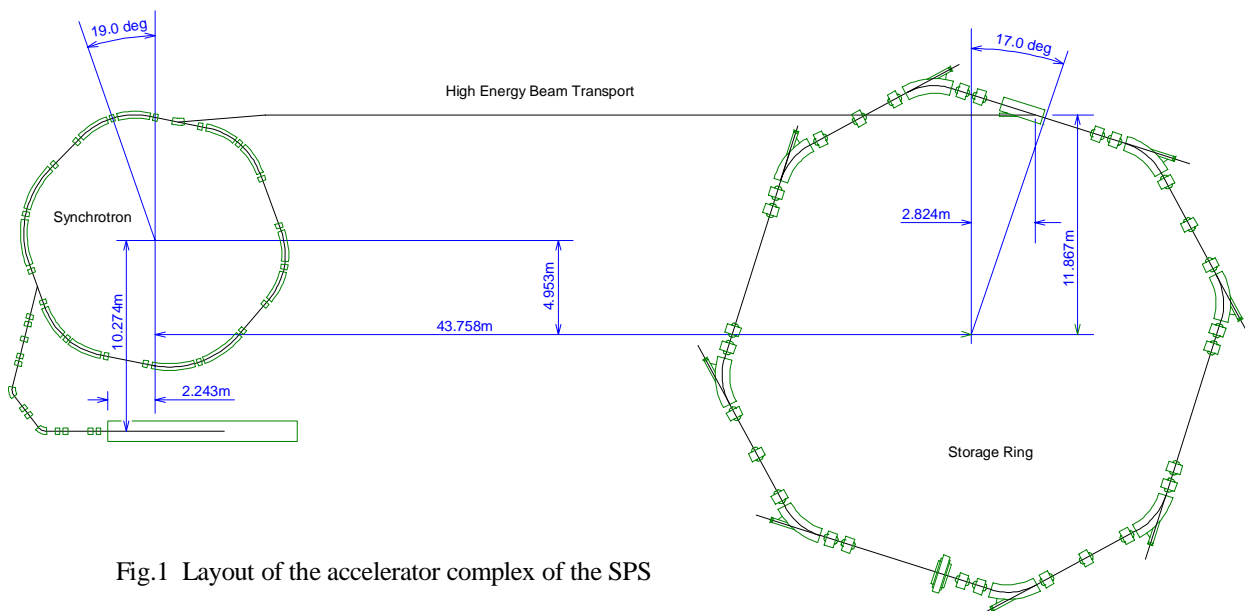 19.0 deg
17.0 deg
High Energy Beam Transport
Synchrotron
2.824m
11.867m
10.274m
4.953m
43.758m
2.243m
Storage Ring
Fig.1 Layout of the accelerator complex of the SPS